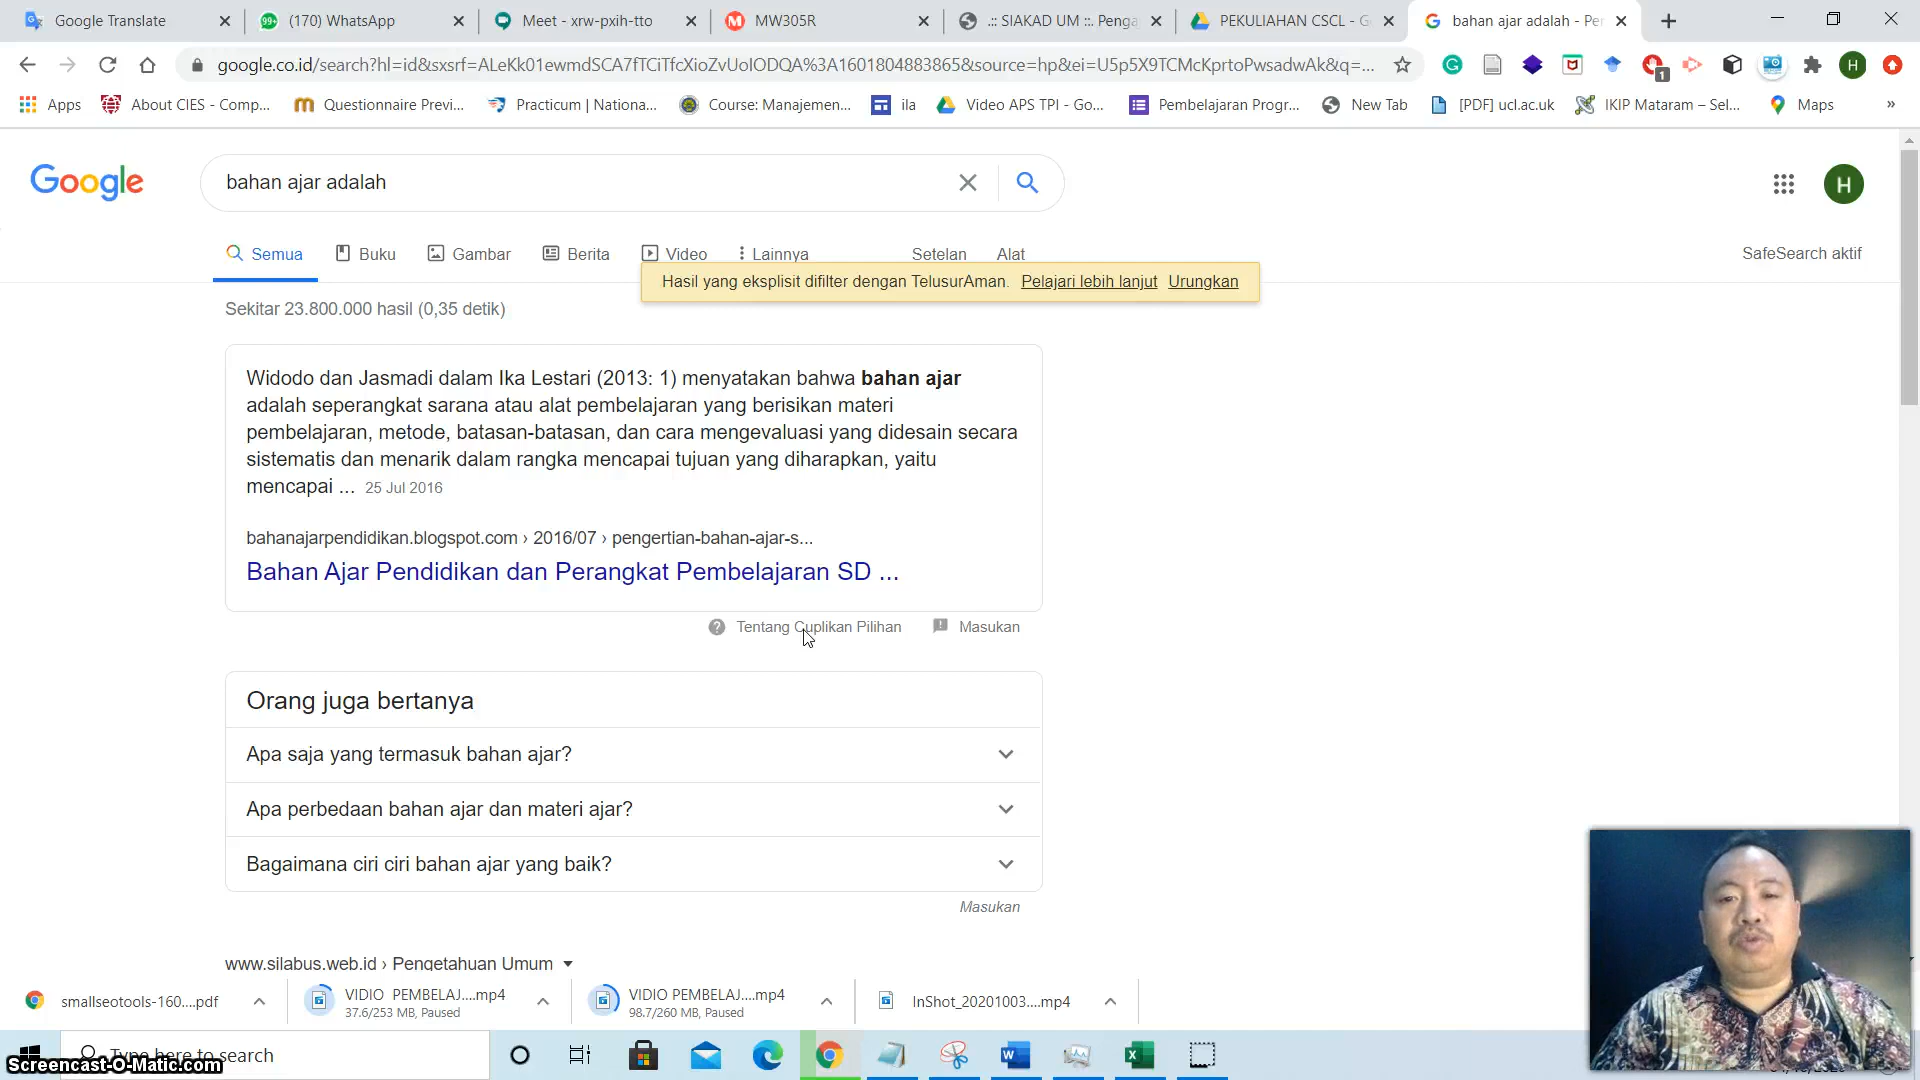 Google Translate
(170) WhatsApp
Meet - xrw-pxih-tto
MW305R
.:: SIAKAD UM ::. Penga
PEKULIAHAN CSCL - G
bahan ajar adalah - Pe
google.co.id/search?hl=id&sxsrf=ALeKk01ewmdSCA7fTCiTfcXioZvUoIODQA%3A1601804883865&source=hp&ei=U5p5X9TCMcKprtoPwsadwAk&q=...
Apps
About CIES - Comp...
Questionnaire Previ...
Practicum | Nationa...
Course: Manajemen...
ila
Video APS TPI - Go...
Pembelajaran Progr...
New Tab
[PDF] ucl.ac.uk
IKIP Mataram – Sel...
Maps
»
Google
bahan ajar adalah
H
Semua
Buku
Gambar
Berita
Video
Lainnya
Setelan
Alat
SafeSearch aktif
Hasil yang eksplisit difilter dengan TelusurAman. Pelajari lebih lanjut Urungkan
Sekitar 23.800.000 hasil (0,35 detik)
Widodo dan Jasmadi dalam Ika Lestari (2013: 1) menyatakan bahwa bahan ajar
adalah seperangkat sarana atau alat pembelajaran yang berisikan materi
pembelajaran, metode, batasan-batasan, dan cara mengevaluasi yang didesain secara
sistematis dan menarik dalam rangka mencapai tujuan yang diharapkan, yaitu
mencapai ... 25 Jul 2016
bahanajarpendidikan.blogspot.com › 2016/07 › pengertian-bahan-ajar-s...
Bahan Ajar Pendidikan dan Perangkat Pembelajaran SD ...
Tentang Cuplikan Pilihan
Masukan
Orang juga bertanya
Apa saja yang termasuk bahan ajar?
Apa perbedaan bahan ajar dan materi ajar?
Bagaimana ciri ciri bahan ajar yang baik?
Masukan
www.silabus.web.id › Pengetahuan Umum
smallseotools-160....pdf
VIDIO PEMBELAJ....mp4
37.6/253 MB, Paused
VIDIO PEMBELAJ....mp4
98.7/260 MB, Paused
InShot_20201003....mp4
Type here to search
Screencast-O-Matic.com